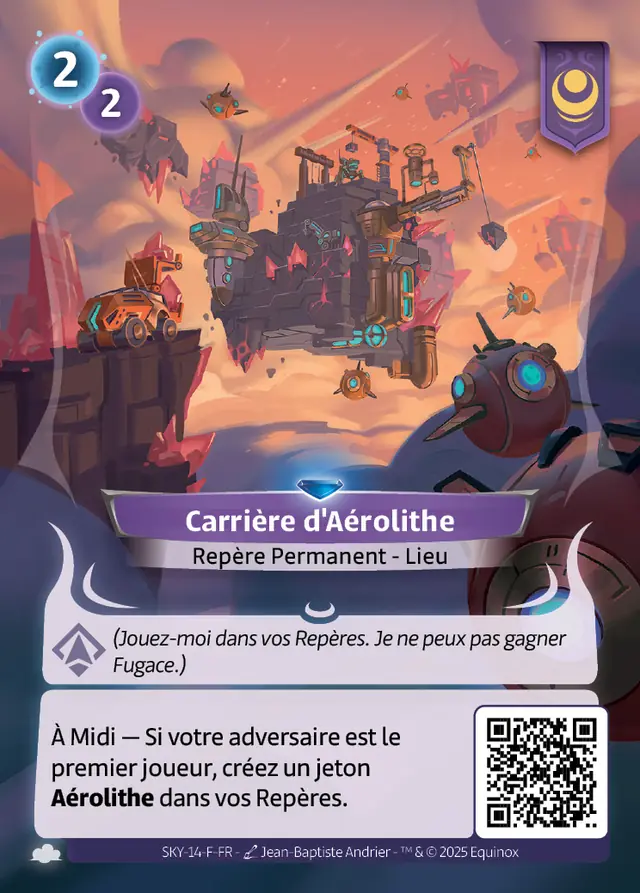 2
2
Carrière d'Aérolithe
Repère Permanent - Lieu
(Jouez-moi dans vos Repères. Je ne peux pas gagner
Fugace.)
À Midi — Si votre adversaire est le
premier joueur, créez un jeton
Aérolithe dans vos Repères.
SKY-14-F-FR - Jean-Baptiste Andrier - ™ & © 2025 Equinox